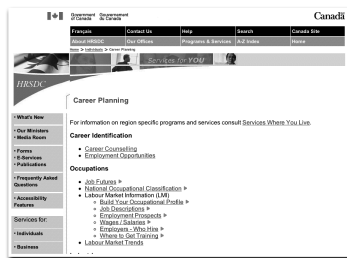 Government Gouvernement
of Canada du Canada
Canada
Français Contact Us Help Search Canada Site
About HRSDC Our Offices Programs & Services A-Z Index Home
Home > Individuals > Career Planning
Services for YOU
HRSDC
Career Planning
• What's New
• Our Ministers
• Media Room
• Forms
• E-Services
• Publications
• Frequently Asked
Questions
• Accessibility
Features
Services for:
• Individuals
• Business
For information on region specific programs and services consult Services Where You Live.
Career Identification
• Career Counselling
• Employment Opportunities
Occupations
• Job Futures
• National Occupational Classification
• Labour Market Information (LMI)
Build Your Occupational Profile
Job Descriptions
Employment Prospects
Wages / Salaries
Employers - Who Hire
Where to Get Training
• Labour Market Trends